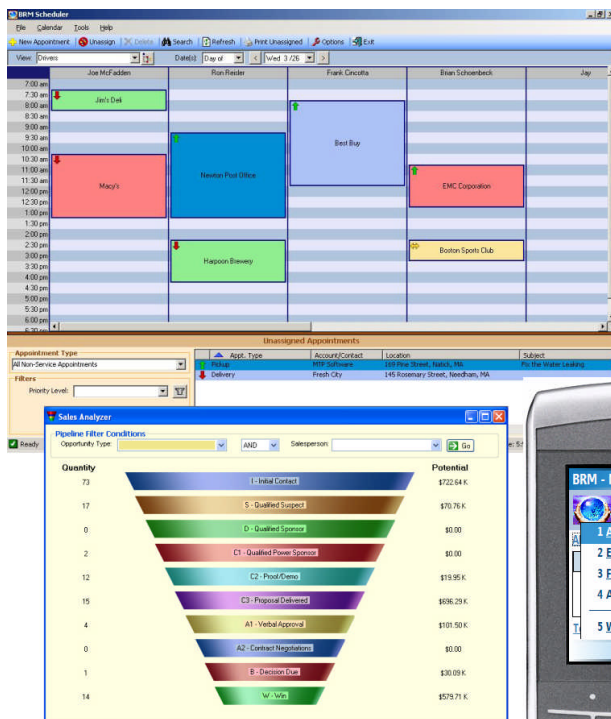 BRM Scheduler
File Calendar Tools Help
New Appointment Unassign Delete Search Refresh Print Unassigned Options Exit
View: Drivers Date(s): Day of < Wed 3 /26 >
Joe McFadden Ron Reider Frank Cincotta Brian Schoenbeck Jay
7:00 am
7:30 am
Jim's Deli
8:00 am
8:30 am
9:00 am
9:30 am
Best Buy
10:00 am
10:30 am
11:00 am
Newton Post Office
11:30 am
Macy's
EMC Corporation
12:00 pm
12:30 pm
1:00 pm
1:30 pm
2:00 pm
2:30 pm
Boston Sports Club
3:00 pm
Harpoon Brewery
3:30 pm
4:00 pm
4:30 pm
5:00 pm
5:30 pm
6:00 pm
6:30 pm
Unassigned Appointments
Appointment Type
All Non-Service Appointments
Filters
Priority Level:
Appt. Type Account/Contact Location Subject
Pickup MTP Software 169 Pine Street, Natick, MA Fix the Water Leaking
Delivery Fresh City 145 Rosemary Street, Needham, MA
Ready
Sales Analyzer
Pipeline Filter Conditions
Opportunity Type: AND Salesperson: Go
Quantity Potential
73 I - Initial Contact $722.64 K
17 S - Qualified Suspect $70.76 K
0 D - Qualified Sponsor $0.00
2 C1 - Qualified Power Sponsor $0.00
12 C2 - Proof/Demo $19.95 K
15 C3 - Proposal Delivered $696.29 K
4 A1 - Verbal Approval $101.50 K
0 A2 - Contract Negotiations $0.00
1 B - Decision Due $30.09 K
14 W - Win $579.71 K
BRM -
1 A
2 E
3 F
4 A
5 W